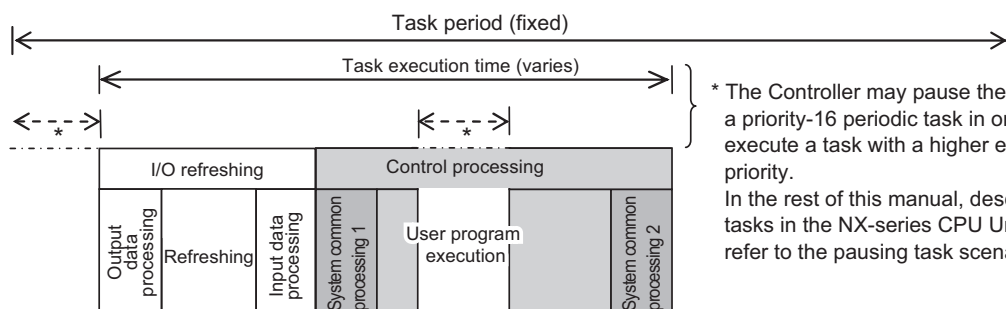 Task period (fixed)
Task execution time (varies)
*
*
* The Controller may pause the
a priority-16 periodic task in or
execute a task with a higher e
priority.
In the rest of this manual, desc
tasks in the NX-series CPU Un
refer to the pausing task scena
I/O refreshing
Control processing
Output
data
processing
Refreshing
Input data
processing
System common
processing 1
User program
execution
System common
processing 2